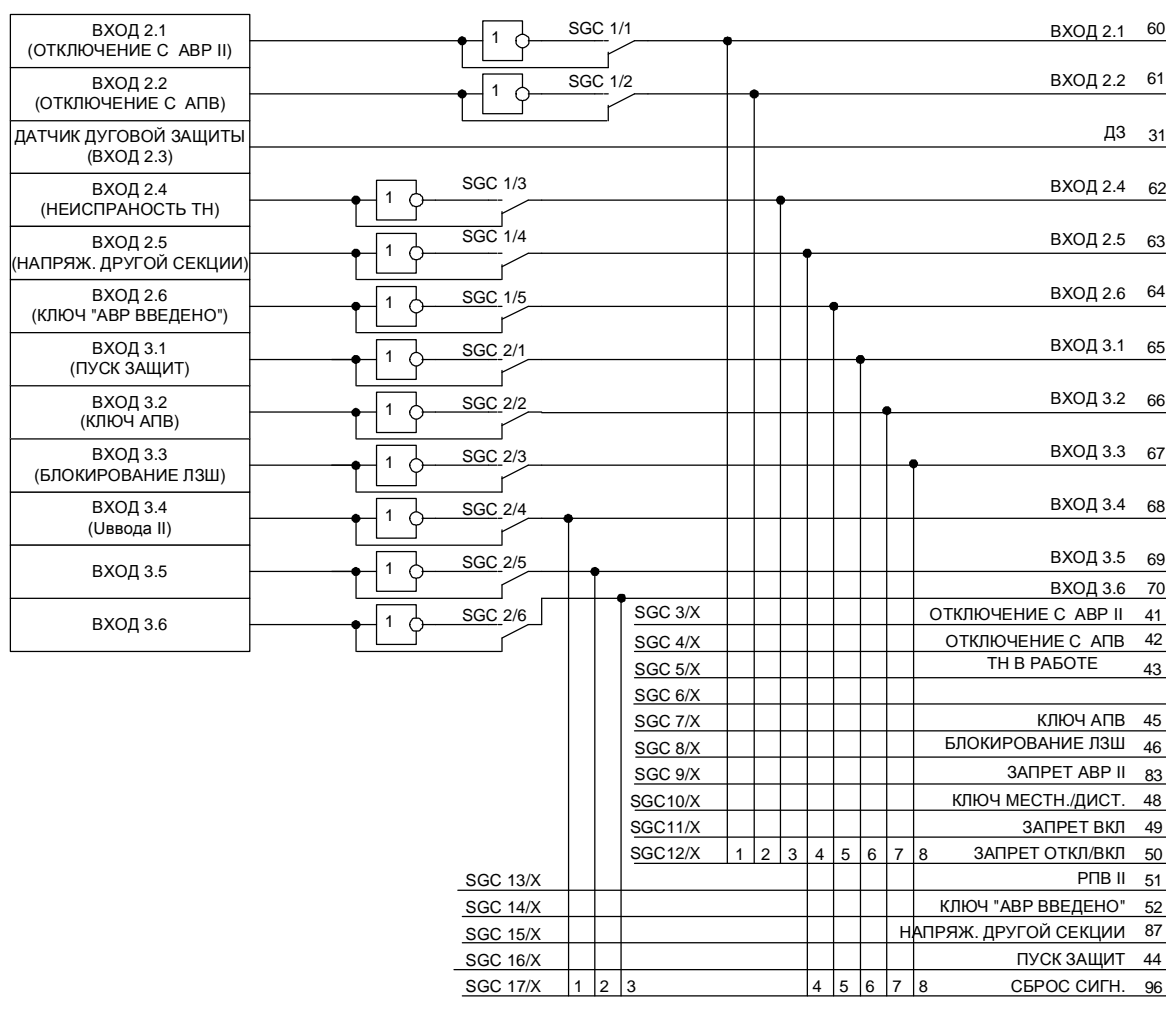 ВХОД 2.1
(ОТКЛЮЧЕНИЕ С АВР II)
1
SGC 1/1
ВХОД 2.1 60
ВХОД 2.2
(ОТКЛЮЧЕНИЕ С АПВ)
1
SGC 1/2
ВХОД 2.2 61
ДАТЧИК ДУГОВОЙ ЗАЩИТЫ
(ВХОД 2.3)
ДЗ 31
ВХОД 2.4
(НЕИСПРАНОСТЬ ТН)
1
SGC 1/3
ВХОД 2.4 62
ВХОД 2.5
(НАПРЯЖ. ДРУГОЙ СЕКЦИИ)
1
SGC 1/4
ВХОД 2.5 63
ВХОД 2.6
(КЛЮЧ "АВР ВВЕДЕНО")
1
SGC 1/5
ВХОД 2.6 64
ВХОД 3.1
(ПУСК ЗАЩИТ)
1
SGC 2/1
ВХОД 3.1 65
ВХОД 3.2
(КЛЮЧ АПВ)
1
SGC 2/2
ВХОД 3.2 66
ВХОД 3.3
(БЛОКИРОВАНИЕ ЛЗШ)
1
SGC 2/3
ВХОД 3.3 67
ВХОД 3.4
(Uввода II)
1
SGC 2/4
ВХОД 3.4 68
ВХОД 3.5
1
SGC 2/5
ВХОД 3.5 69
ВХОД 3.6
1
SGC 2/6
ВХОД 3.6 70
SGC 3/X ОТКЛЮЧЕНИЕ С АВР II 41
SGC 4/X ОТКЛЮЧЕНИЕ С АПВ 42
SGC 5/X ТН В РАБОТЕ 43
SGC 6/X
SGC 7/X КЛЮЧ АПВ 45
SGC 8/X БЛОКИРОВАНИЕ ЛЗШ 46
SGC 9/X ЗАПРЕТ АВР II 83
SGC10/X КЛЮЧ МЕСТН./ДИСТ. 48
SGC11/X ЗАПРЕТ ВКЛ 49
SGC12/X 1 2 3 4 5 6 7 8 ЗАПРЕТ ОТКЛ/ВКЛ 50
SGC 13/X РПВ II 51
SGC 14/X КЛЮЧ "АВР ВВЕДЕНО" 52
SGC 15/X НАПРЯЖ. ДРУГОЙ СЕКЦИИ 87
SGC 16/X ПУСК ЗАЩИТ 44
SGC 17/X 1 2 3 4 5 6 7 8 СБРОС СИГН. 96